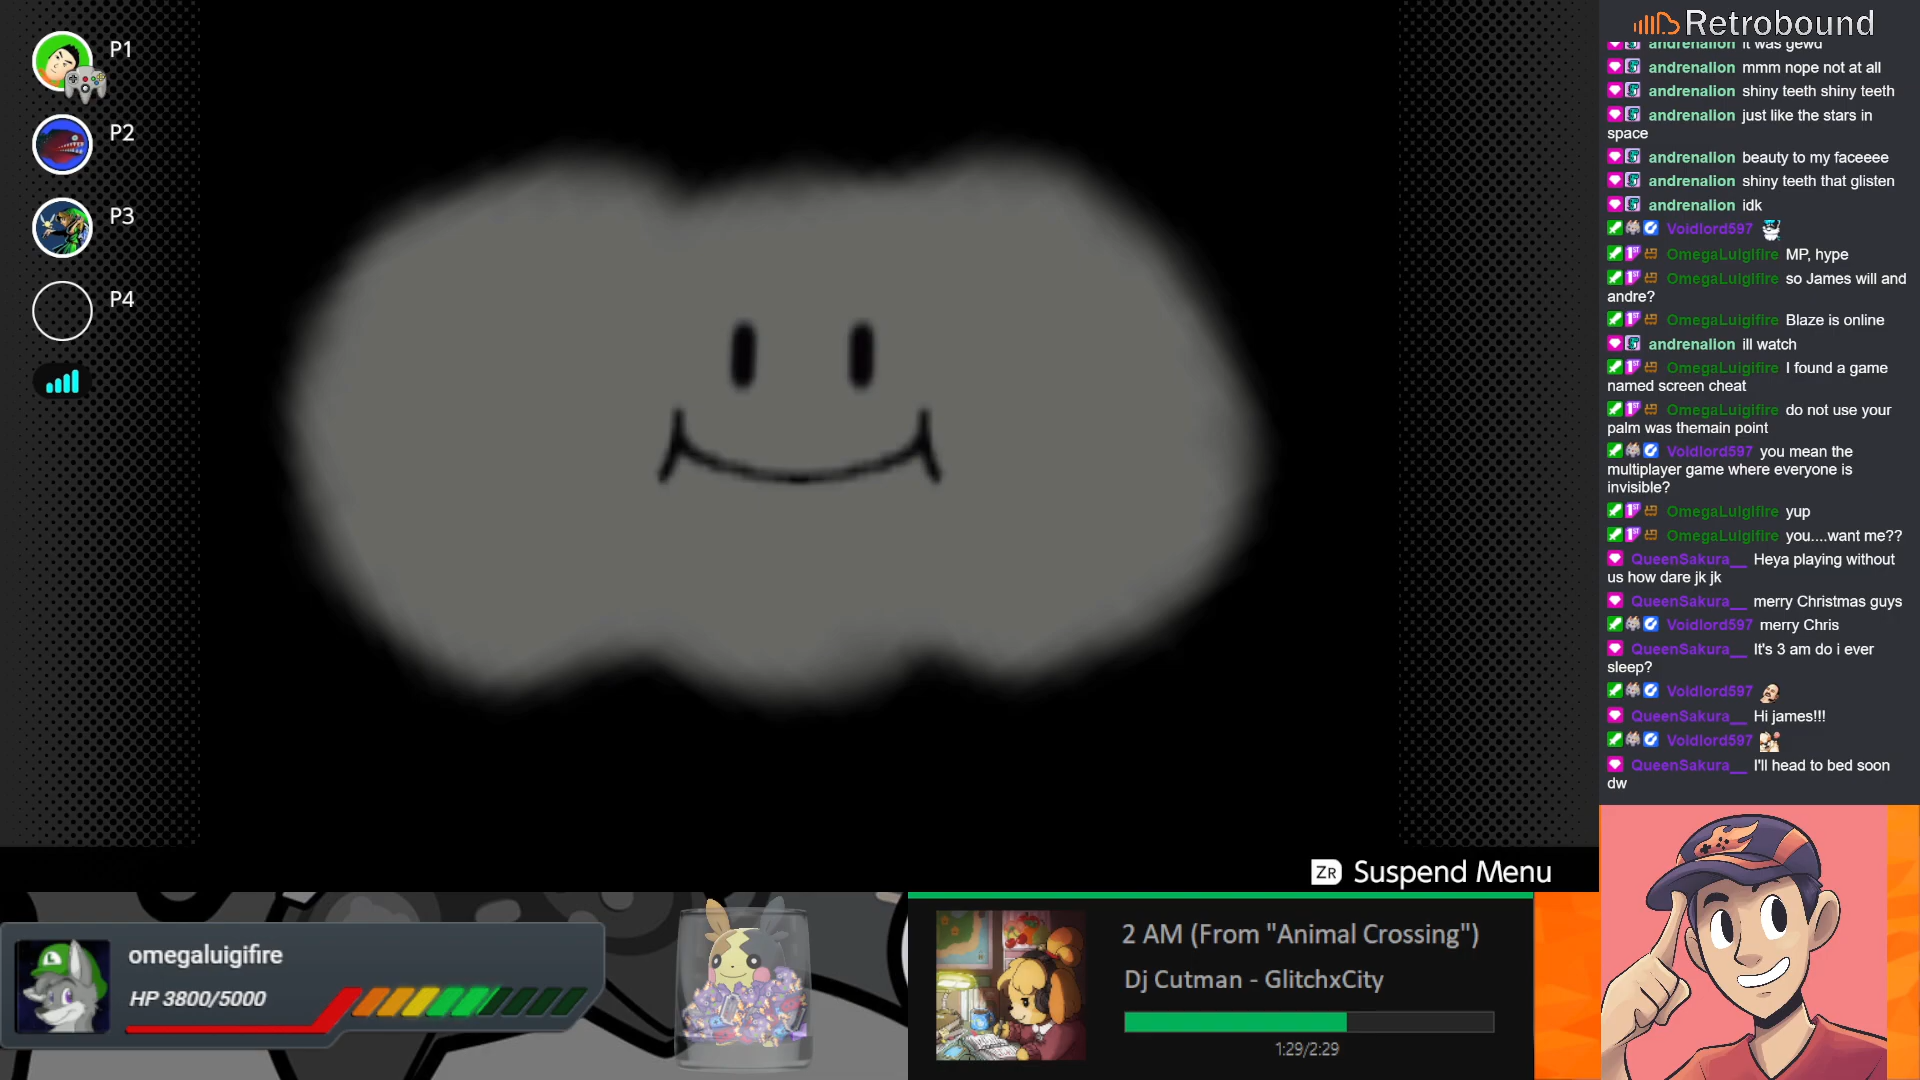 P1
P2
P3
P4
ZR Suspend Menu
omegaluigifire
HP 3800/5000
2 AM (From "Animal Crossing")
Dj Cutman - GlitchxCity
1:29/2:29
Retrobound
andrenalion it was gewd
andrenalion mmm nope not at all
andrenalion shiny teeth shiny teeth
andrenalion just like the stars in
space
andrenalion beauty to my faceeee
andrenalion shiny teeth that glisten
andrenalion idk
Voidlord597
OmegaLuigifire MP, hype
OmegaLuigifire so James will and
andre?
OmegaLuigifire Blaze is online
andrenalion ill watch
OmegaLuigifire I found a game
named screen cheat
OmegaLuigifire do not use your
palm was themain point
Voidlord597 you mean the
multiplayer game where everyone is
invisible?
OmegaLuigifire yup
OmegaLuigifire you....want me??
QueenSakura__ Heya playing without
us how dare jk jk
QueenSakura__ merry Christmas guys
Voidlord597 merry Chris
QueenSakura__ It's 3 am do i ever
sleep?
Voidlord597
QueenSakura__ Hi james!!!
Voidlord597
QueenSakura__ I'll head to bed soon
dw